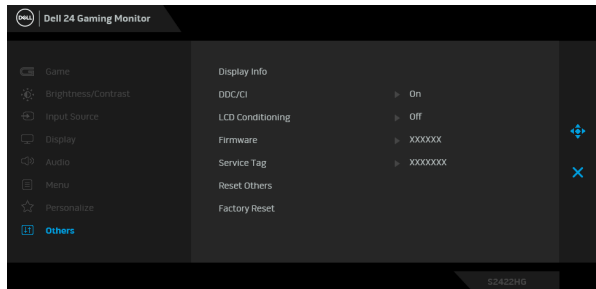 DELL
Dell 24 Gaming Monitor
Game
Brightness/Contrast
Input Source
Display
Audio
Menu
Personalize
Others
Display Info
DDC/CI On
LCD Conditioning Off
Firmware XXXXXX
Service Tag XXXXXXX
Reset Others
Factory Reset
S2422HG